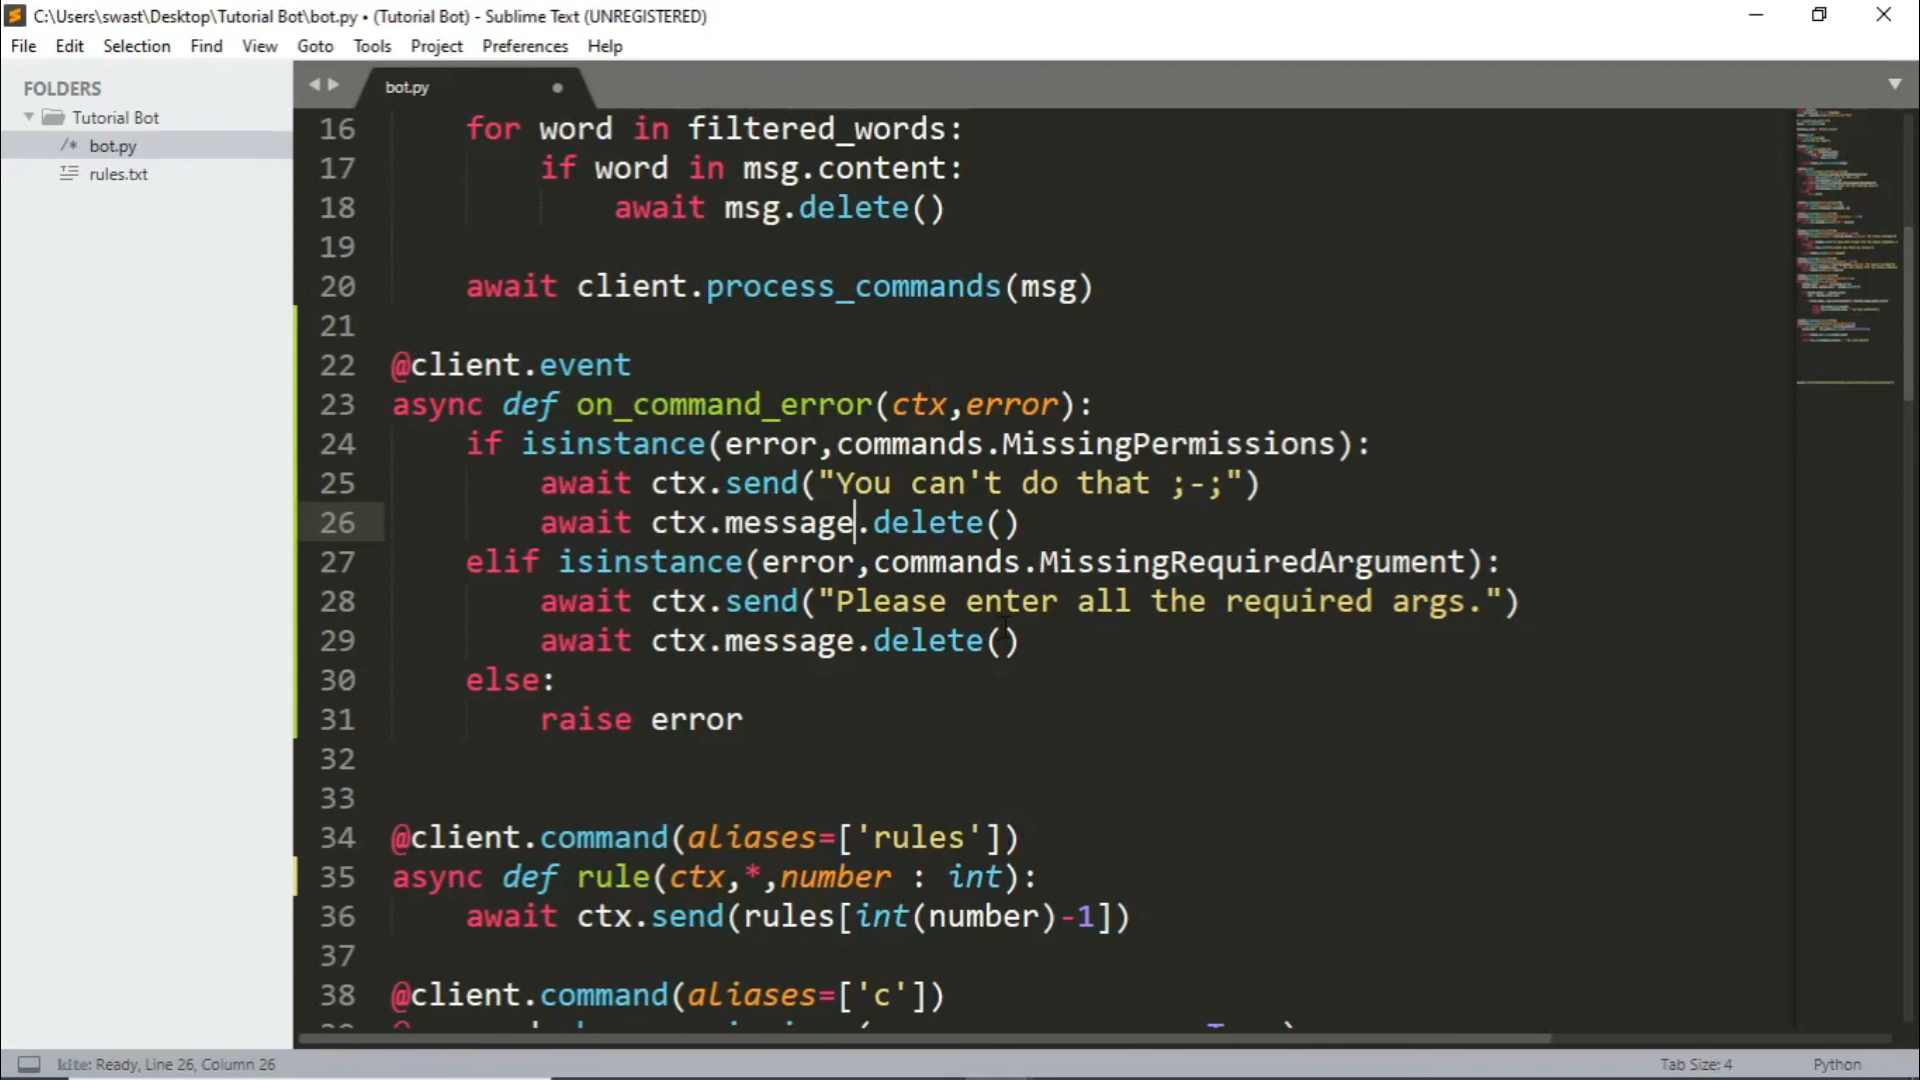 C:\Users\swast\Desktop\Tutorial Bot\bot.py • (Tutorial Bot) - Sublime Text (UNREGISTERED)
File Edit Selection Find View Goto Tools Project Preferences Help
FOLDERS
Tutorial Bot
/* bot.py
rules.txt
bot.py
16 for word in filtered_words:
17 if word in msg.content:
18 await msg.delete()
19
20 await client.process_commands(msg)
21
22 @client.event
23 async def on_command_error(ctx,error):
24 if isinstance(error,commands.MissingPermissions):
25 await ctx.send("You can't do that ;-;")
26 await ctx.message.delete()
27 elif isinstance(error,commands.MissingRequiredArgument):
28 await ctx.send("Please enter all the required args.")
29 await ctx.message.delete()
30 else:
31 raise error
32
33
34 @client.command(aliases=['rules'])
35 async def rule(ctx,*,number : int):
36 await ctx.send(rules[int(number)-1])
37
38 @client.command(aliases=['c'])
kite: Ready, Line 26, Column 26
Tab Size: 4
Python